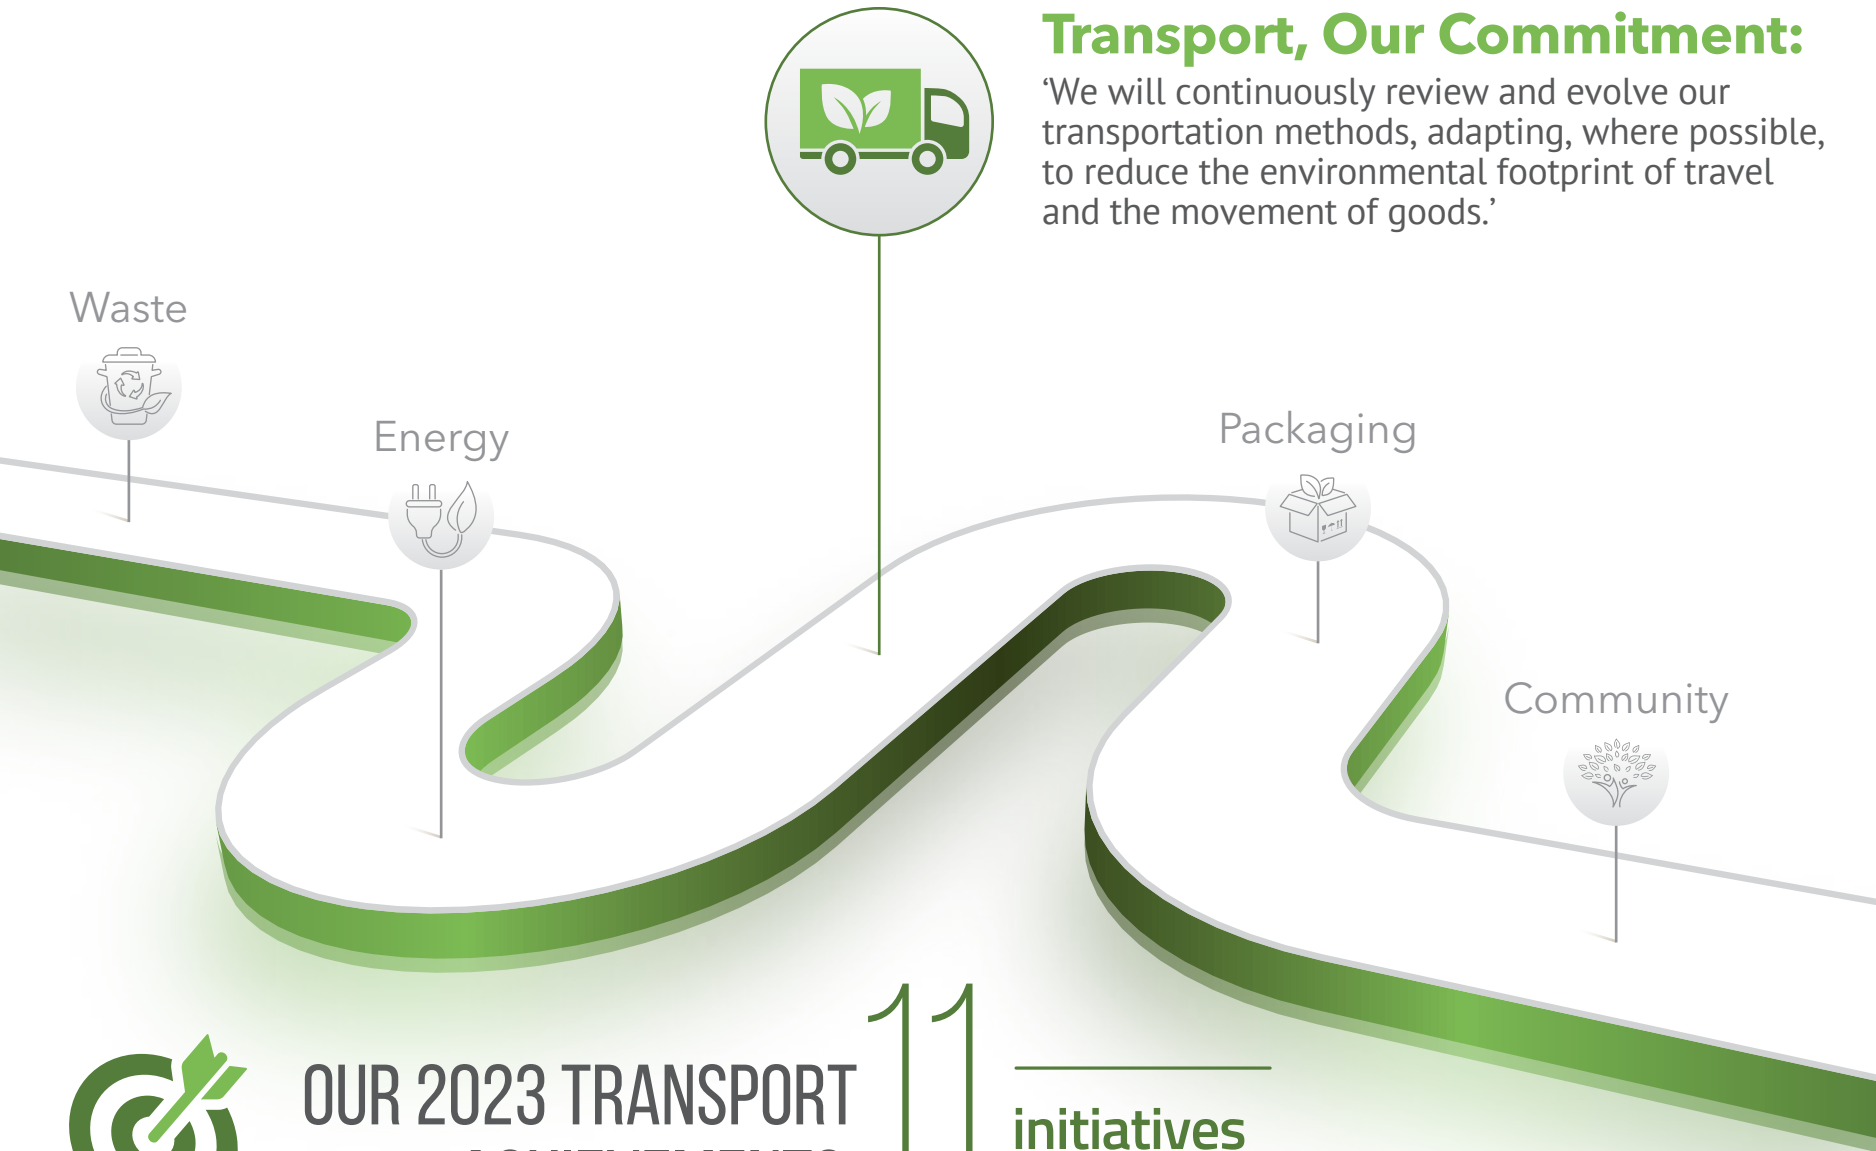 Transport, Our Commitment:
‘We will continuously review and evolve our
transportation methods, adapting, where possible,
to reduce the environmental footprint of travel
and the movement of goods.’
Waste
Energy
Packaging
Community
OUR 2023 TRANSPORT
11
initiatives